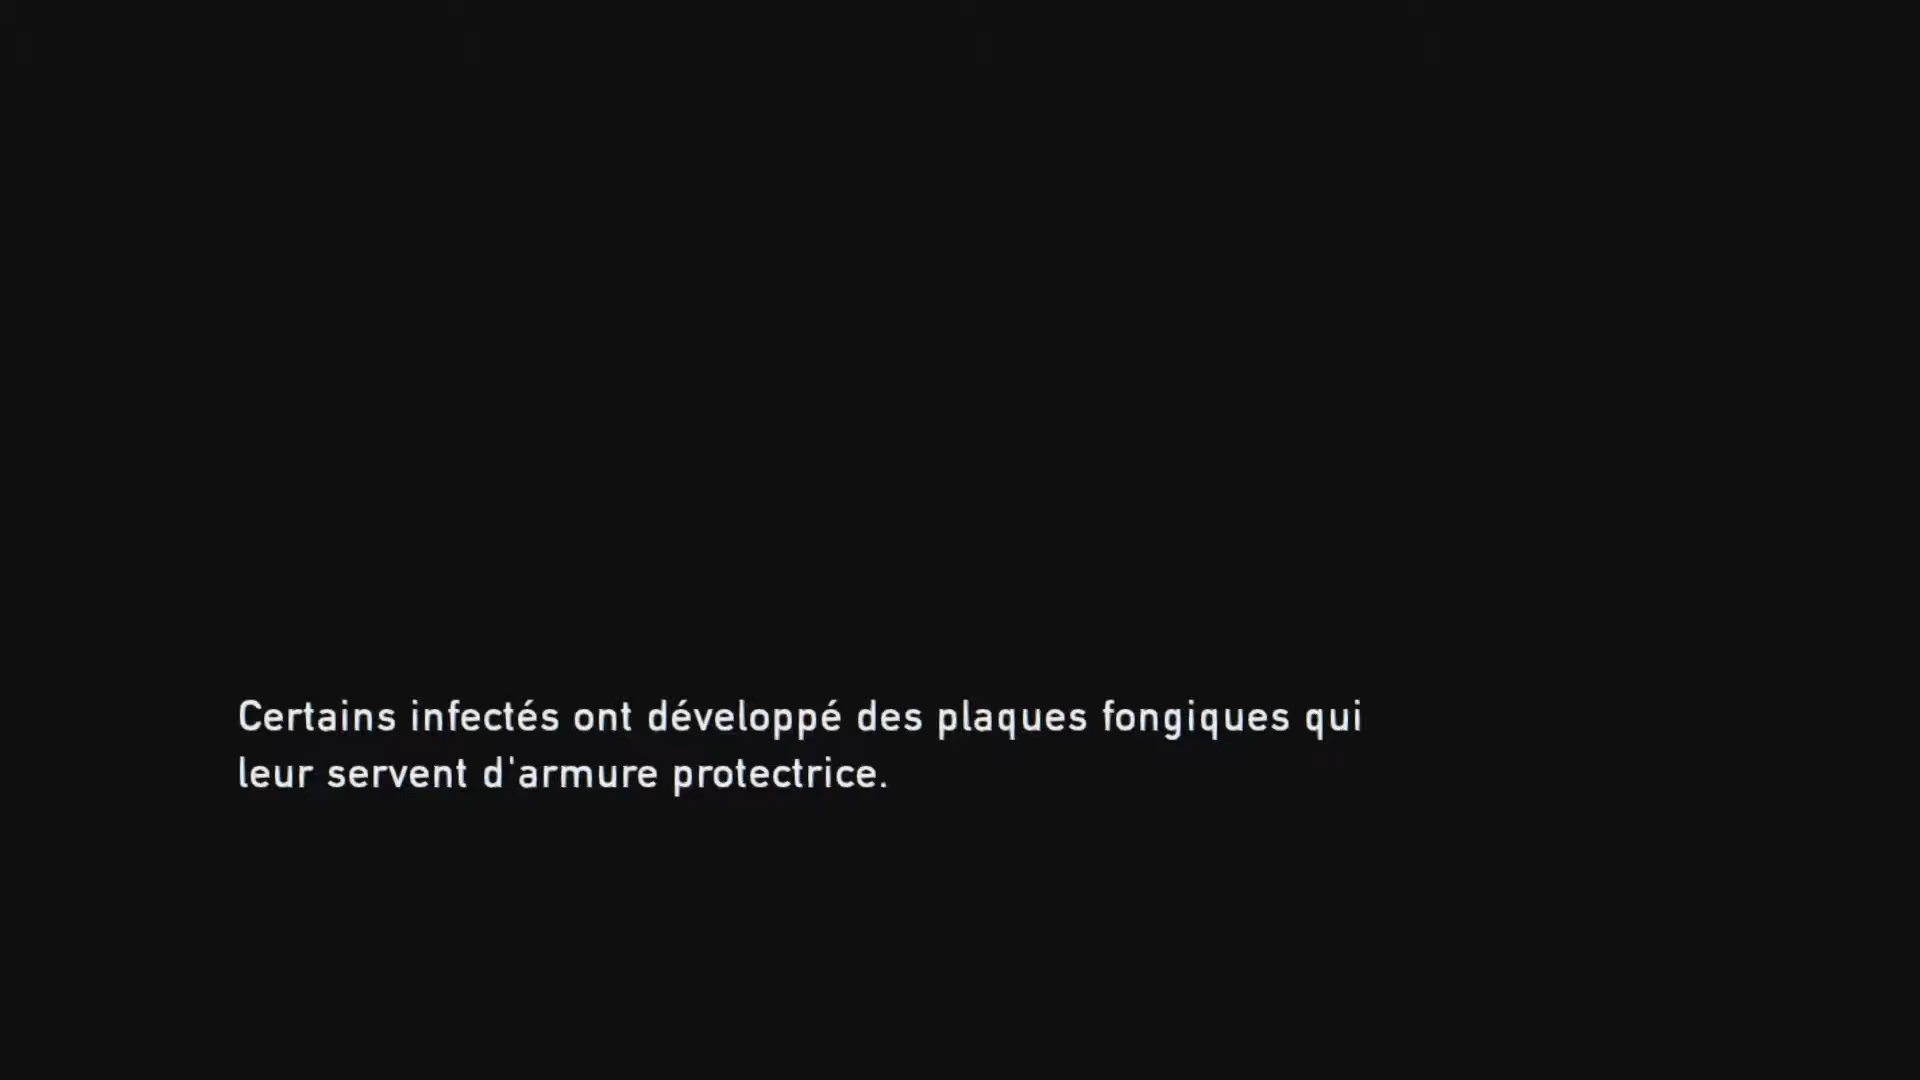 Certains infectés ont développé des plaques fongiques qui
leur servent d'armure protectrice.